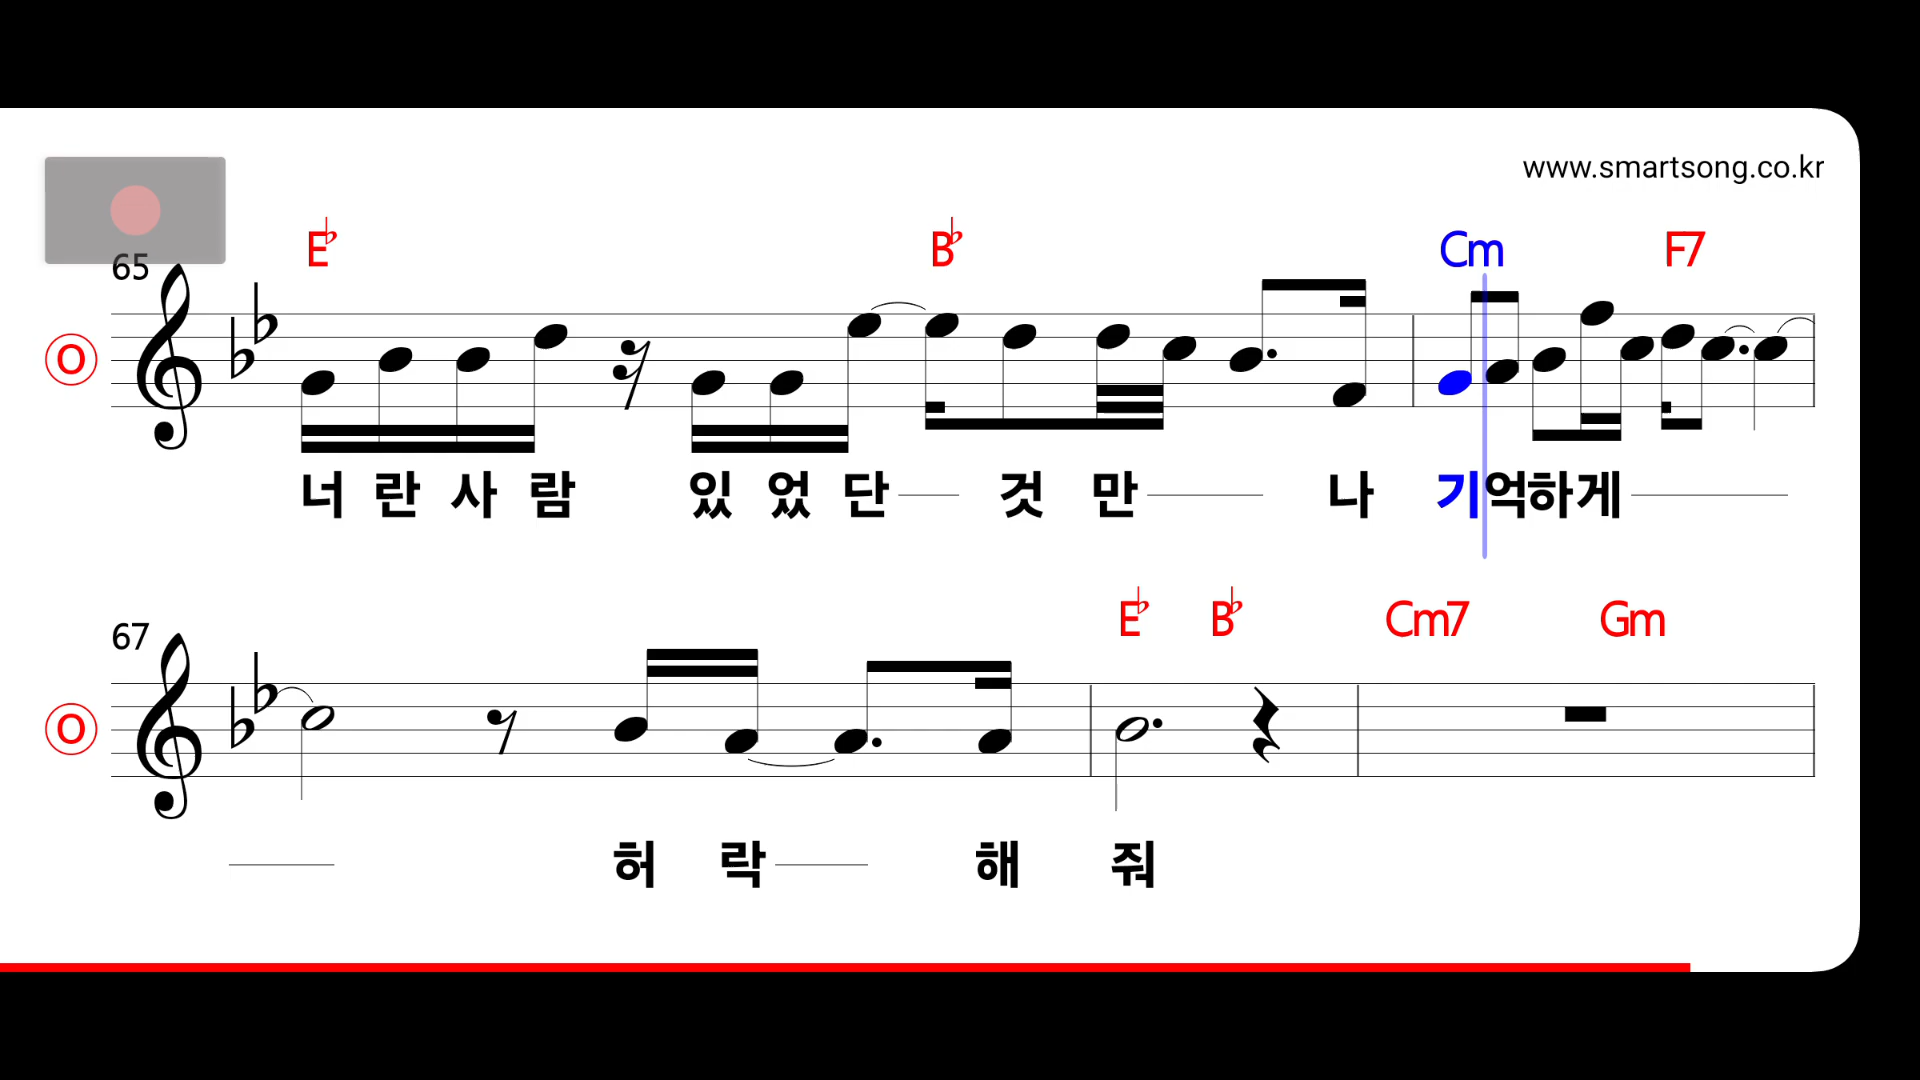 www.smartsong.co.kr
E♭ B♭ Cm F7
65
O
너 란 사 람 있 었 단 것 만 나 기억하게
E♭ B♭ Cm7 Gm
67
O
허 락 해 줘